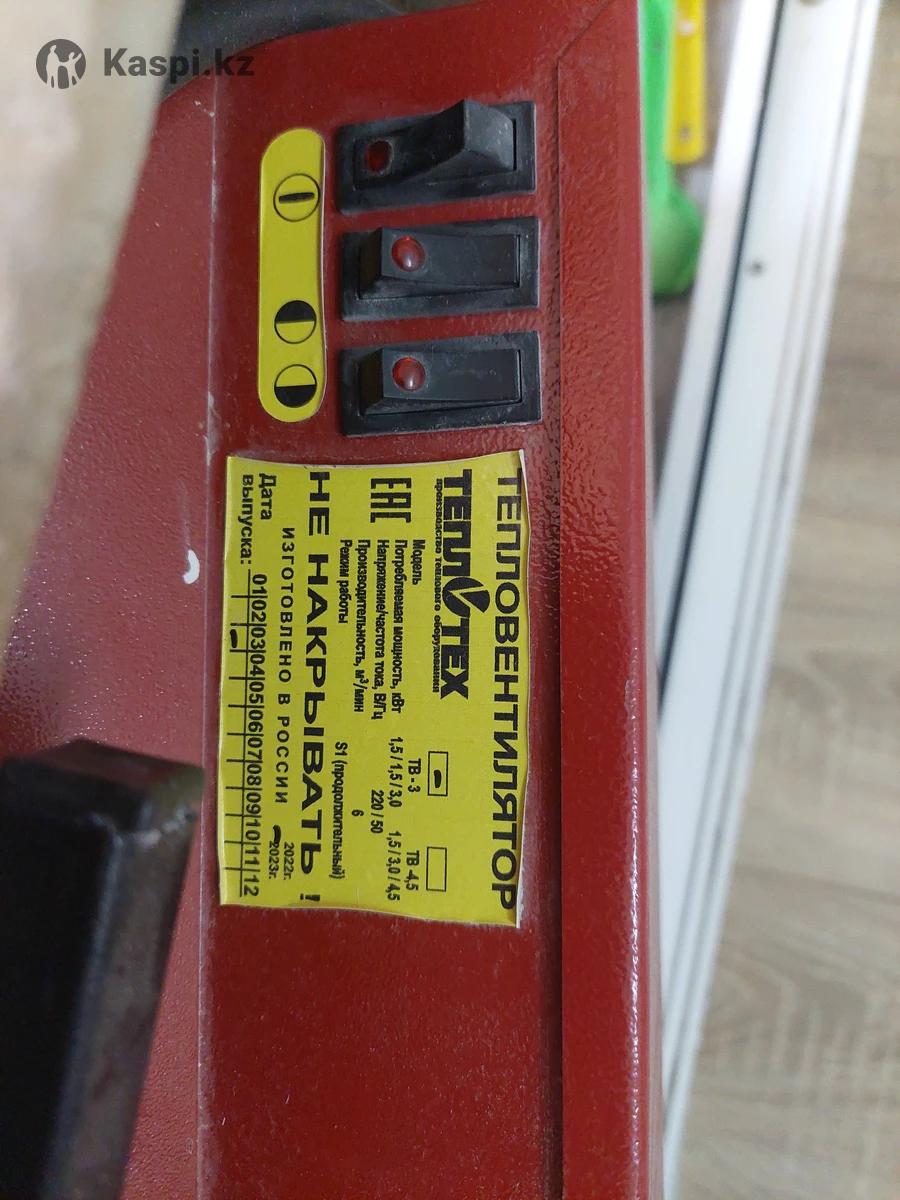 Kaspi.kz
ТЕПЛОВЕНТИЛЯТОР
ТЕПЛОТЕХ
производство теплового оборудования
ЕАС
Модель ТВ - 3 ТВ -4,5
Потребляемая мощность, кВт 1,5 / 1,5 / 3,0 1,5 / 3,0 / 4,5
Напряжение/частота тока, В/Гц 220 / 50
Производительность, м³/мин 6
Режим работы S1 (продолжительный)
НЕ НАКРЫВАТЬ !
ИЗГОТОВЛЕНО В РОССИИ 2022г.
2023г.
Дата
выпуска: 01 02 03 04 05 06 07 08 09 10 11 12